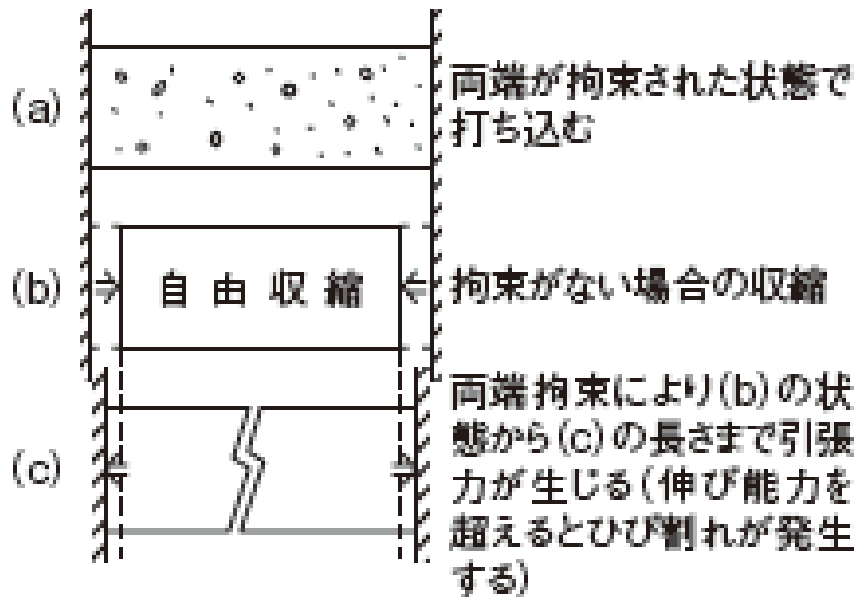 (a)
両端が拘束された状態で
打ち込む
(b)
自由収縮
拘束がない場合の収縮
(c)
両端拘束により(b)の状
態から(c)の長さまで引張
力が生じる(伸び能力を
超えるとひび割れが発生
する)